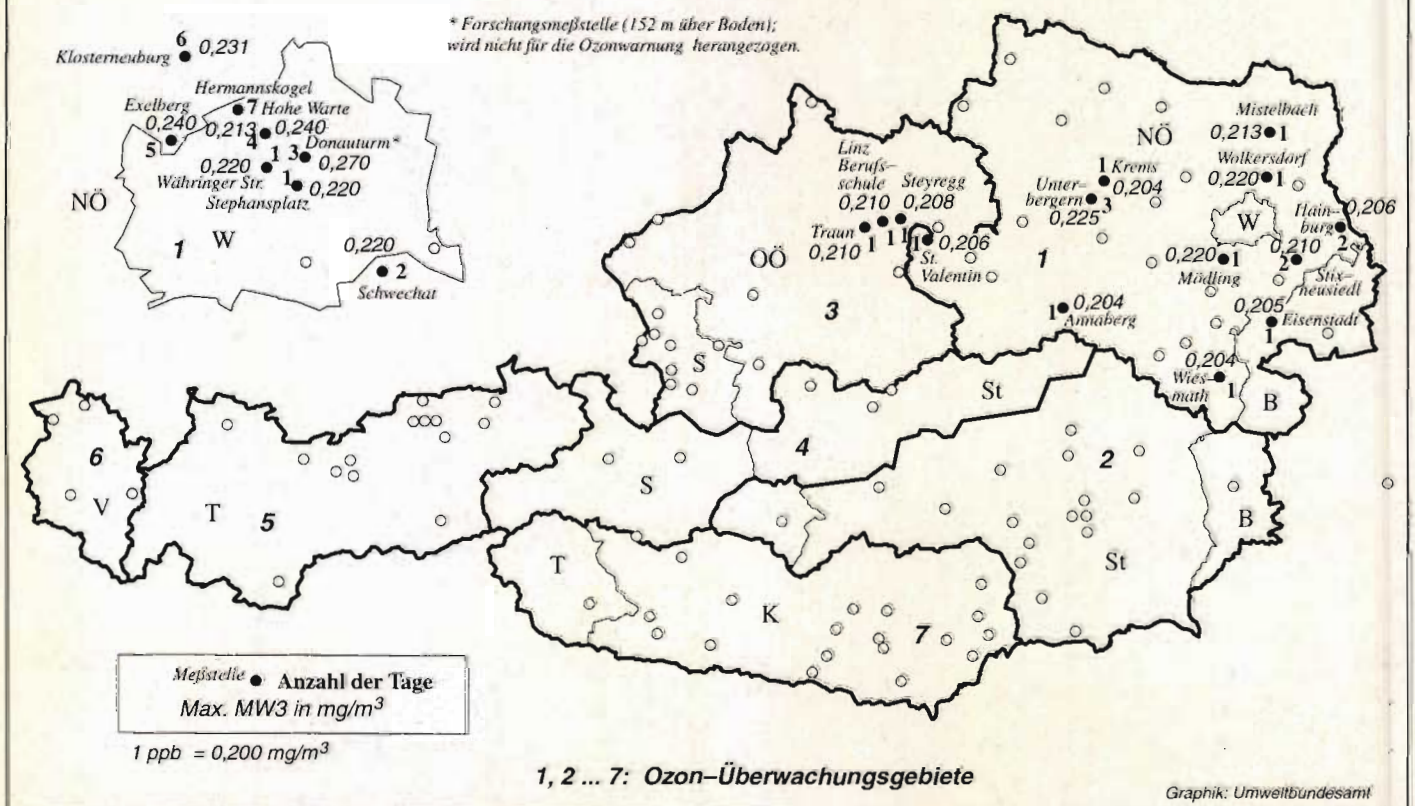 * Forschungsmeßstelle (152 m über Boden);
wird nicht für die Ozonwarnung herangezogen.
6
Klosterneuburg 0,231
Hermannskogel
7 Hohe Warte
Exelberg
0,240
5
0,213
4
0,240
Donauturm*
3
0,270
1
0,220
Währinger Str.
1
0,220
Stephansplatz
NÖ
W
1
0,220
2
Schwechat
NÖ
Mistelbach
0,213 1
Wolkersdorf
0,220 1
1 Krems
0,204
Unter-
bergern 3
0,225
W
Hain-
burg
0,206
2
0,210
2
Stix-
neusiedl
0,220 1
Mödling
1
1 0,204
Annaberg
0,205
Eisenstadt
1
0,204
Wies-
math
1
B
Linz
Berufs-
schule
0,210
1
Steyregg
0,208
1
Traun
0,210
1
1 0,206
St.
Valentin
OÖ
3
S
St
4
2
S
B
St
6
V
T
5
T
K
7
Meßstelle Anzahl der Tage
Max. MW3 in mg/m³
1 ppb = 0,200 mg/m³
1, 2 ... 7: Ozon–Überwachungsgebiete
Graphik: Umweltbundesamt